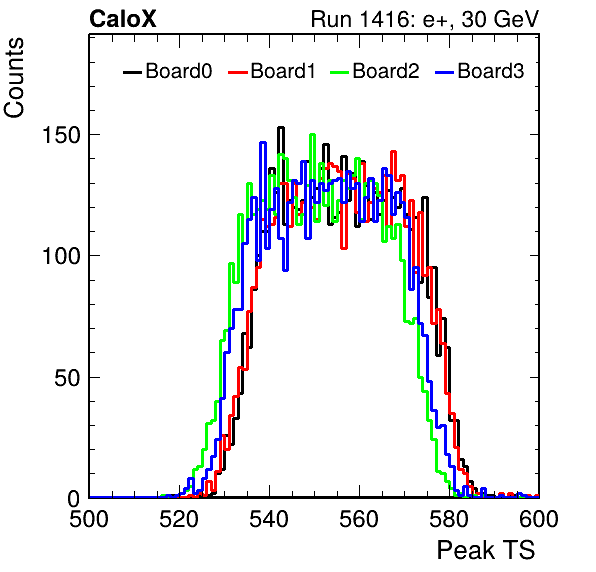 CaloX Run 1416: e+, 30 GeV
Counts
Board0 Board1 Board2 Board3
150
100
50
0
500 520 540 560 580 600
Peak TS